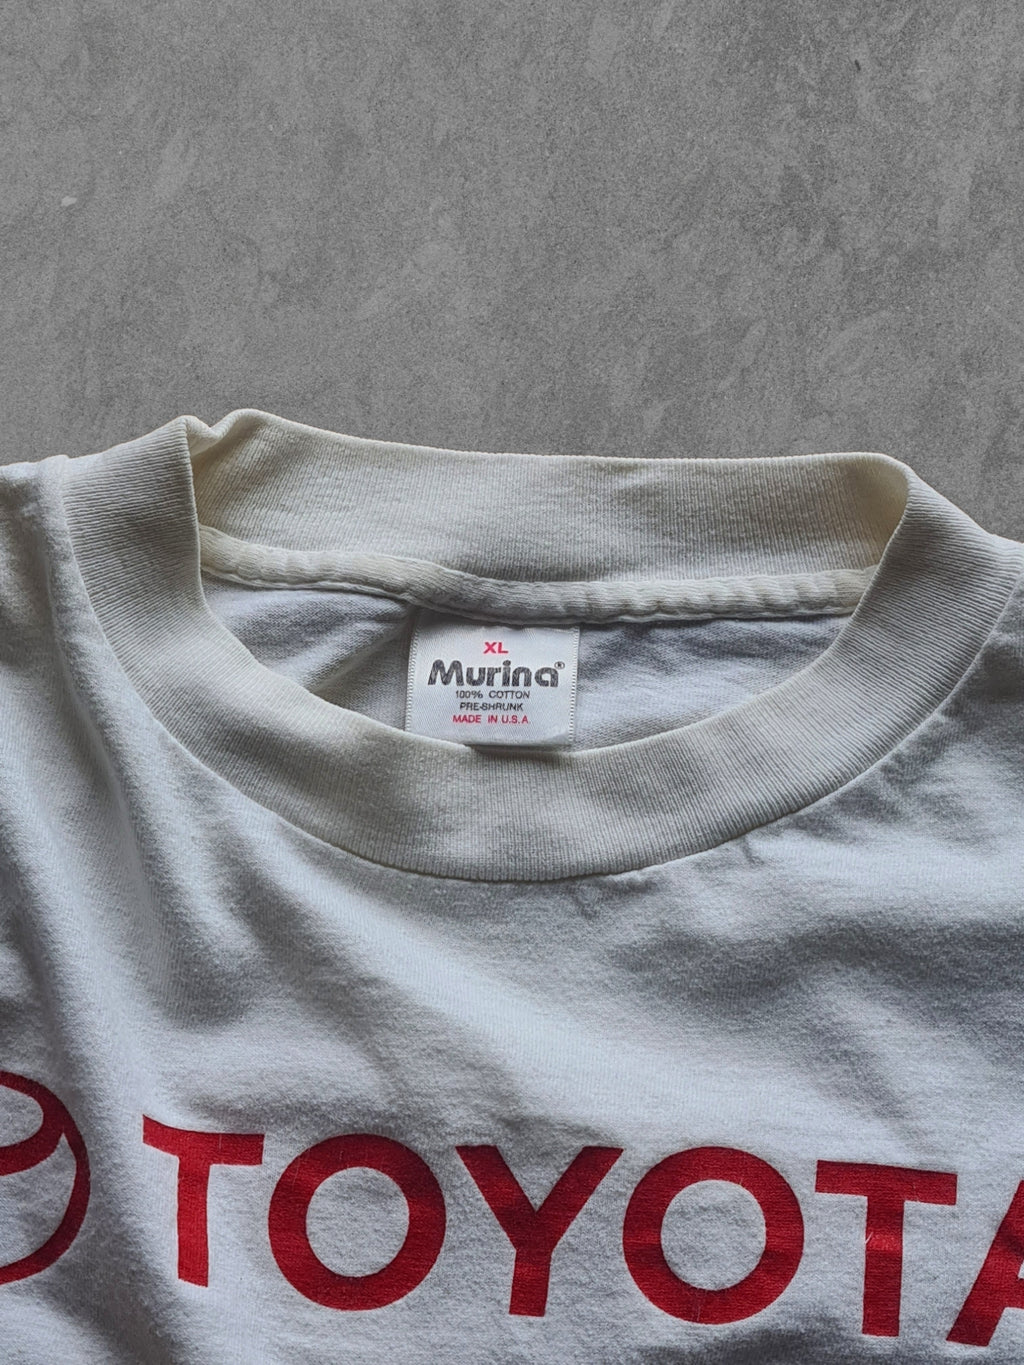 XL
Murina®
100% COTTON
PRE-SHRUNK
MADE IN U.S.A.
TOYOTA